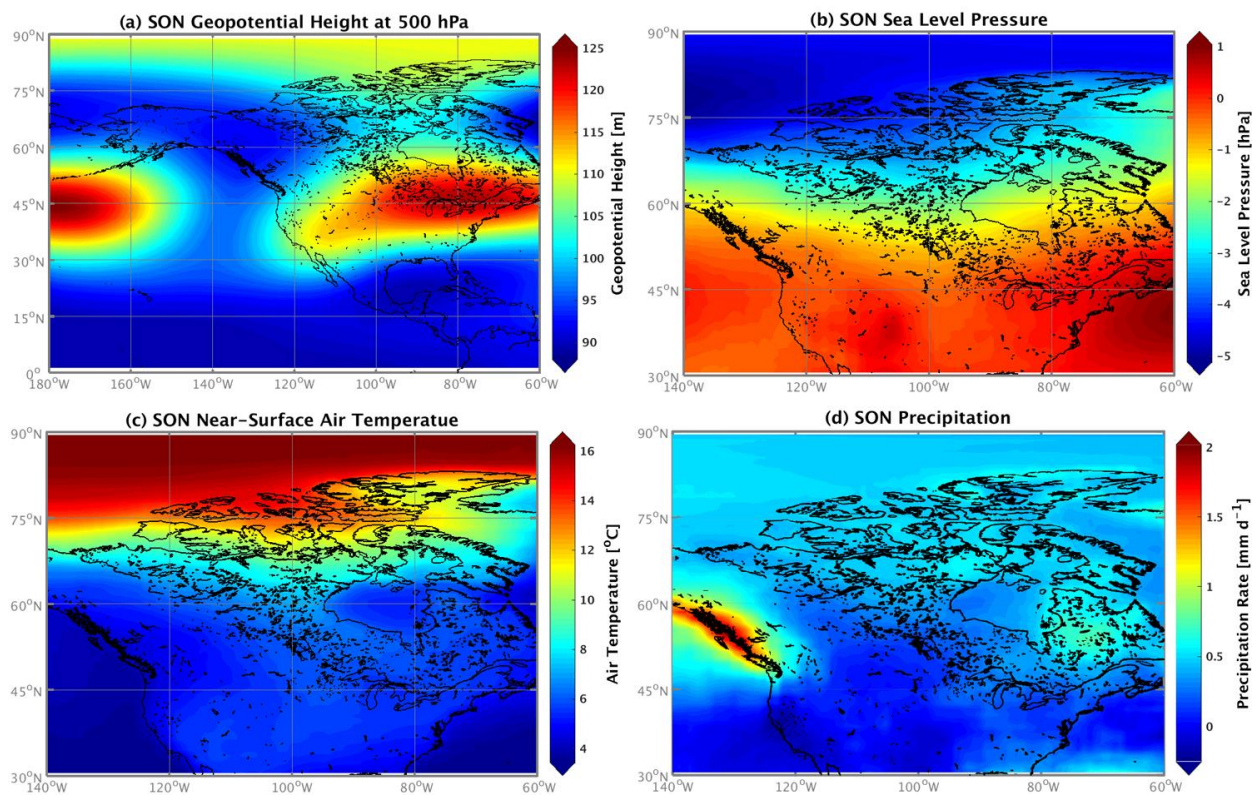 (a) SON Geopotential Height at 500 hPa
90°N
75°N
60°N
45°N
30°N
15°N
0°
180°W 160°W 140°W 120°W 100°W 80°W 60°W
125
120
115
110
105
100
95
90
Geopotential Height [m]
(b) SON Sea Level Pressure
90°N
75°N
60°N
45°N
30°N
140°W 120°W 100°W 80°W 60°W
1
0
-1
-2
-3
-4
-5
Sea Level Pressure [hPa]
(c) SON Near-Surface Air Temperatue
90°N
75°N
60°N
45°N
30°N
140°W 120°W 100°W 80°W 60°W
16
14
12
10
8
6
4
Air Temperature [°C]
(d) SON Precipitation
90°N
75°N
60°N
45°N
30°N
140°W 120°W 100°W 80°W 60°W
2
1.5
1
0.5
0
Precipitation Rate [mm d⁻¹]